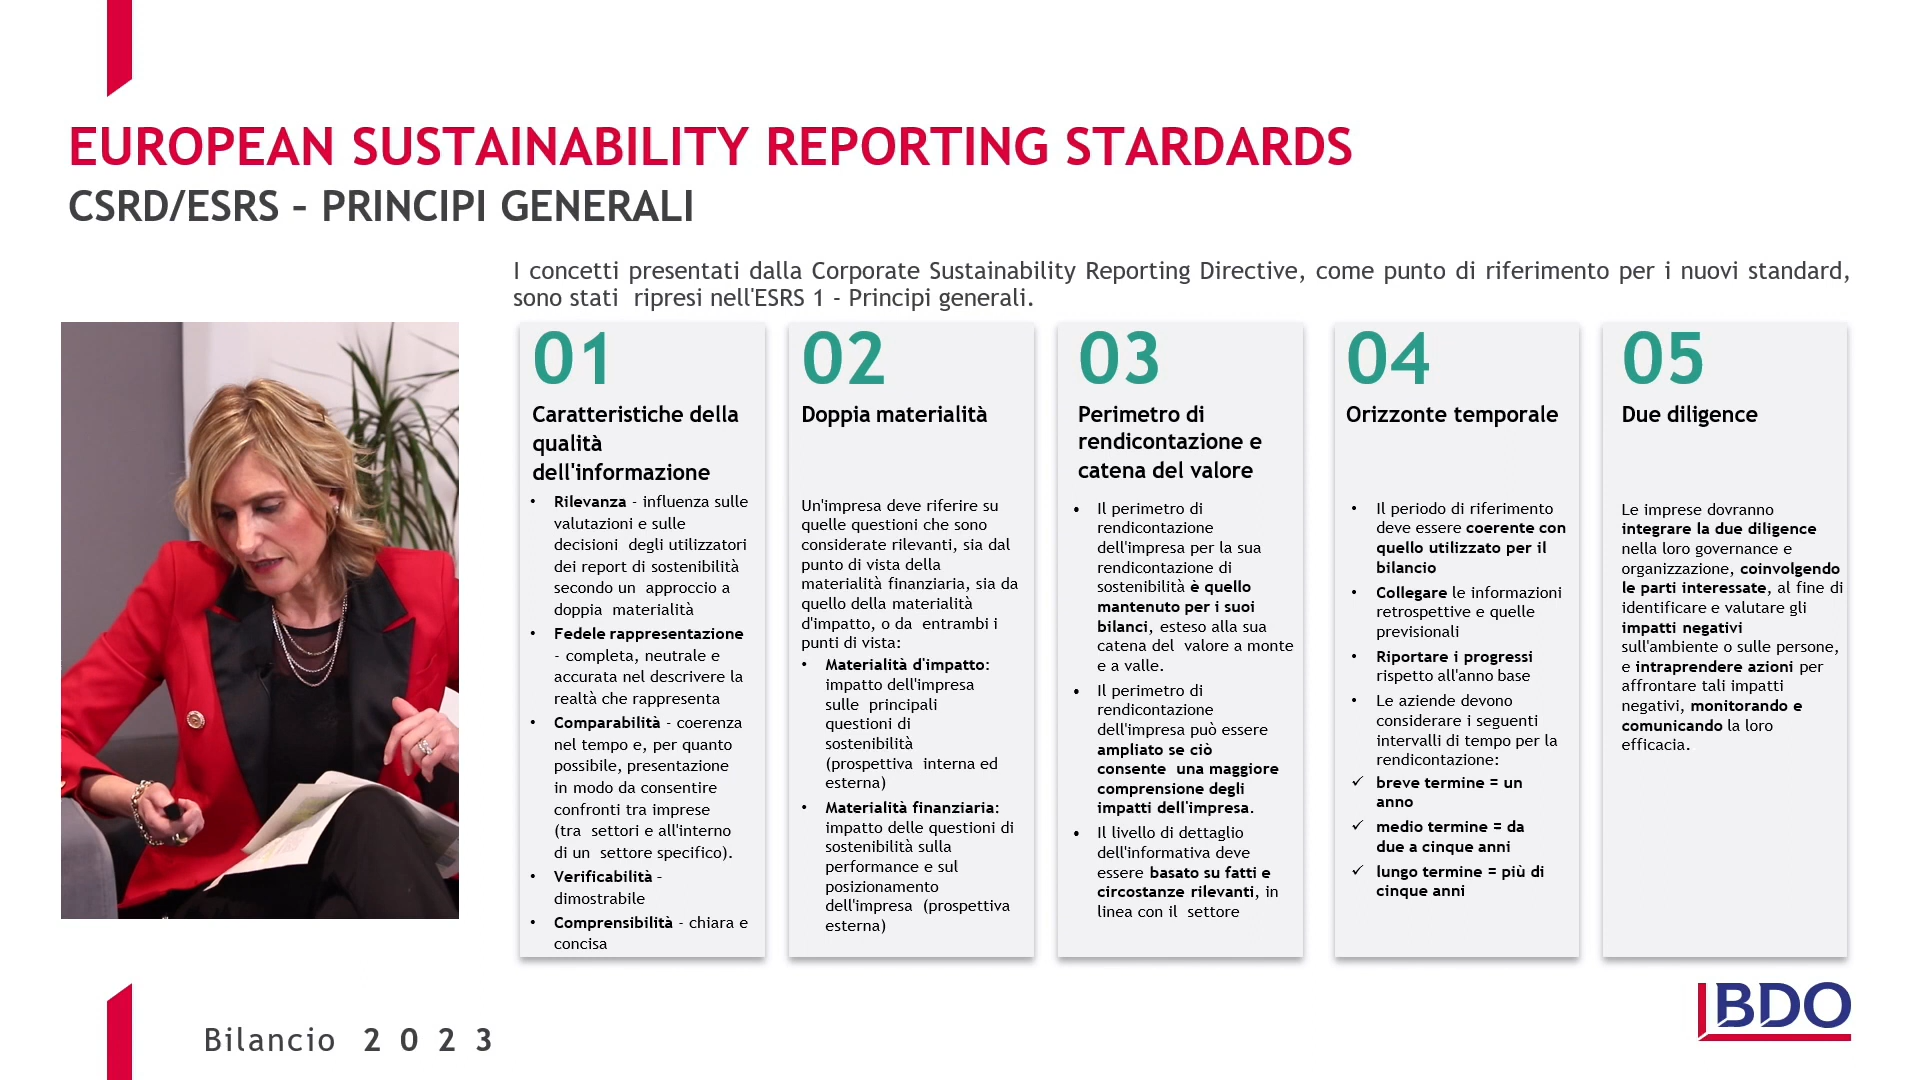 EUROPEAN SUSTAINABILITY REPORTING STARDARDS
CSRD/ESRS – PRINCIPI GENERALI
I concetti presentati dalla Corporate Sustainability Reporting Directive, come punto di riferimento per i nuovi standard,
sono stati ripresi nell'ESRS 1 - Principi generali.
01
Caratteristiche della
qualità
dell'informazione
• Rilevanza - influenza sulle
valutazioni e sulle
decisioni degli utilizzatori
dei report di sostenibilità
secondo un approccio a
doppia materialità
• Fedele rappresentazione
- completa, neutrale e
accurata nel descrivere la
realtà che rappresenta
• Comparabilità - coerenza
nel tempo e, per quanto
possibile, presentazione
in modo da consentire
confronti tra imprese
(tra settori e all'interno
di un settore specifico).
• Verificabilità –
dimostrabile
• Comprensibilità - chiara e
concisa
02
Doppia materialità
Un'impresa deve riferire su
quelle questioni che sono
considerate rilevanti, sia dal
punto di vista della
materialità finanziaria, sia da
quello della materialità
d'impatto, o da entrambi i
punti di vista:
• Materialità d'impatto:
impatto dell'impresa
sulle principali
questioni di
sostenibilità
(prospettiva interna ed
esterna)
• Materialità finanziaria:
impatto delle questioni di
sostenibilità sulla
performance e sul
posizionamento
dell'impresa (prospettiva
esterna)
03
Perimetro di
rendicontazione e
catena del valore
• Il perimetro di
rendicontazione
dell'impresa per la sua
rendicontazione di
sostenibilità è quello
mantenuto per i suoi
bilanci, esteso alla sua
catena del valore a monte
e a valle.
• Il perimetro di
rendicontazione
dell'impresa può essere
ampliato se ciò
consente una maggiore
comprensione degli
impatti dell'impresa.
• Il livello di dettaglio
dell'informativa deve
essere basato su fatti e
circostanze rilevanti, in
linea con il settore
04
Orizzonte temporale
• Il periodo di riferimento
deve essere coerente con
quello utilizzato per il
bilancio
• Collegare le informazioni
retrospettive e quelle
previsionali
• Riportare i progressi
rispetto all'anno base
• Le aziende devono
considerare i seguenti
intervalli di tempo per la
rendicontazione:
✓ breve termine = un
anno
✓ medio termine = da
due a cinque anni
✓ lungo termine = più di
cinque anni
05
Due diligence
Le imprese dovranno
integrare la due diligence
nella loro governance e
organizzazione, coinvolgendo
le parti interessate, al fine di
identificare e valutare gli
impatti negativi
sull'ambiente o sulle persone,
e intraprendere azioni per
affrontare tali impatti
negativi, monitorando e
comunicando la loro
efficacia.
Bilancio 2 0 2 3
BDO